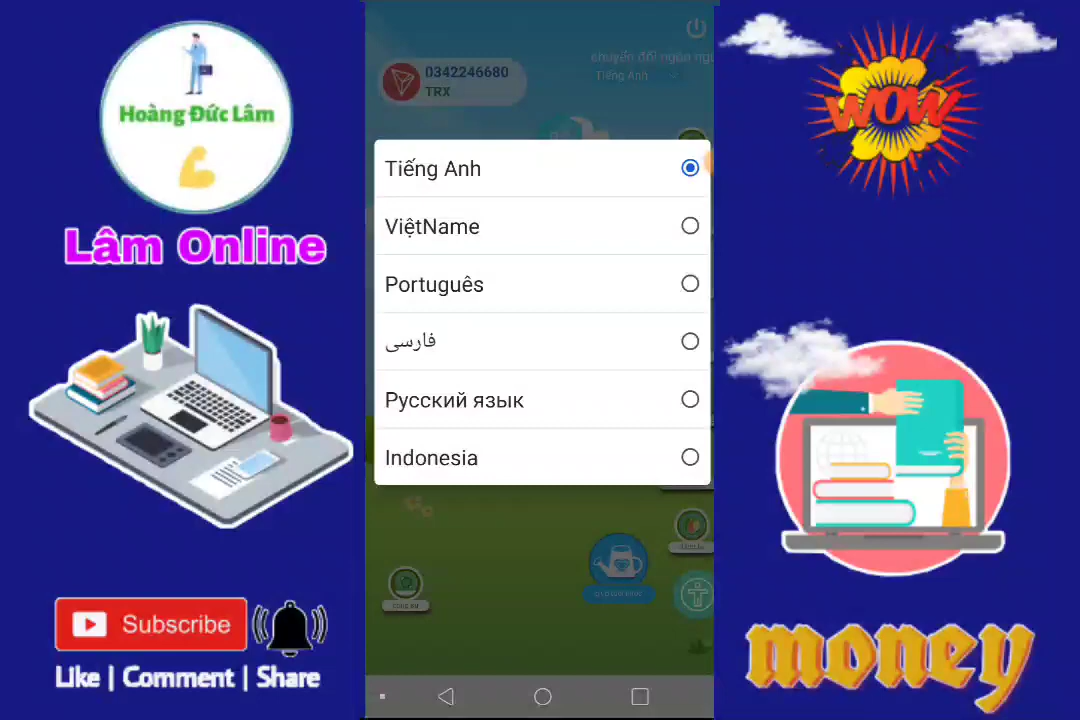 Hoàng Đức Lâm
Lâm Online
Subscribe
Like | Comment | Share
0342246680
TRX
chuyển đổi ngôn ngữ
Tiếng Anh
Tiếng Anh
ViệtName
Português
فارسی
Русский язык
Indonesia
WOW
money